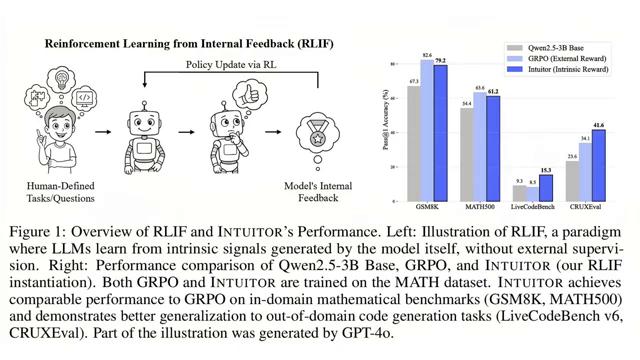 Reinforcement Learning from Internal Feedback (RLIF)
Policy Update via RL
Human-Defined
Tasks/Questions
Model's Internal
Feedback
Qwen2.5-3B Base
GRPO (External Reward)
Intuitor (Intrinsic Reward)
Pass@1 Accuracy (%)
80
60
40
20
0
67.3
82.6
79.2
54.4
63.6
61.2
9.3
8.5
15.3
23.6
34.1
41.6
GSM8K
MATH500
LiveCodeBench
CRUXEval
Figure 1: Overview of RLIF and INTUITOR's Performance. Left: Illustration of RLIF, a paradigm
where LLMs learn from intrinsic signals generated by the model itself, without external supervi-
sion. Right: Performance comparison of Qwen2.5-3B Base, GRPO, and INTUITOR (our RLIF
instantiation). Both GRPO and INTUITOR are trained on the MATH dataset. INTUITOR achieves
comparable performance to GRPO on in-domain mathematical benchmarks (GSM8K, MATH500)
and demonstrates better generalization to out-of-domain code generation tasks (LiveCodeBench v6,
CRUXEval). Part of the illustration was generated by GPT-4o.